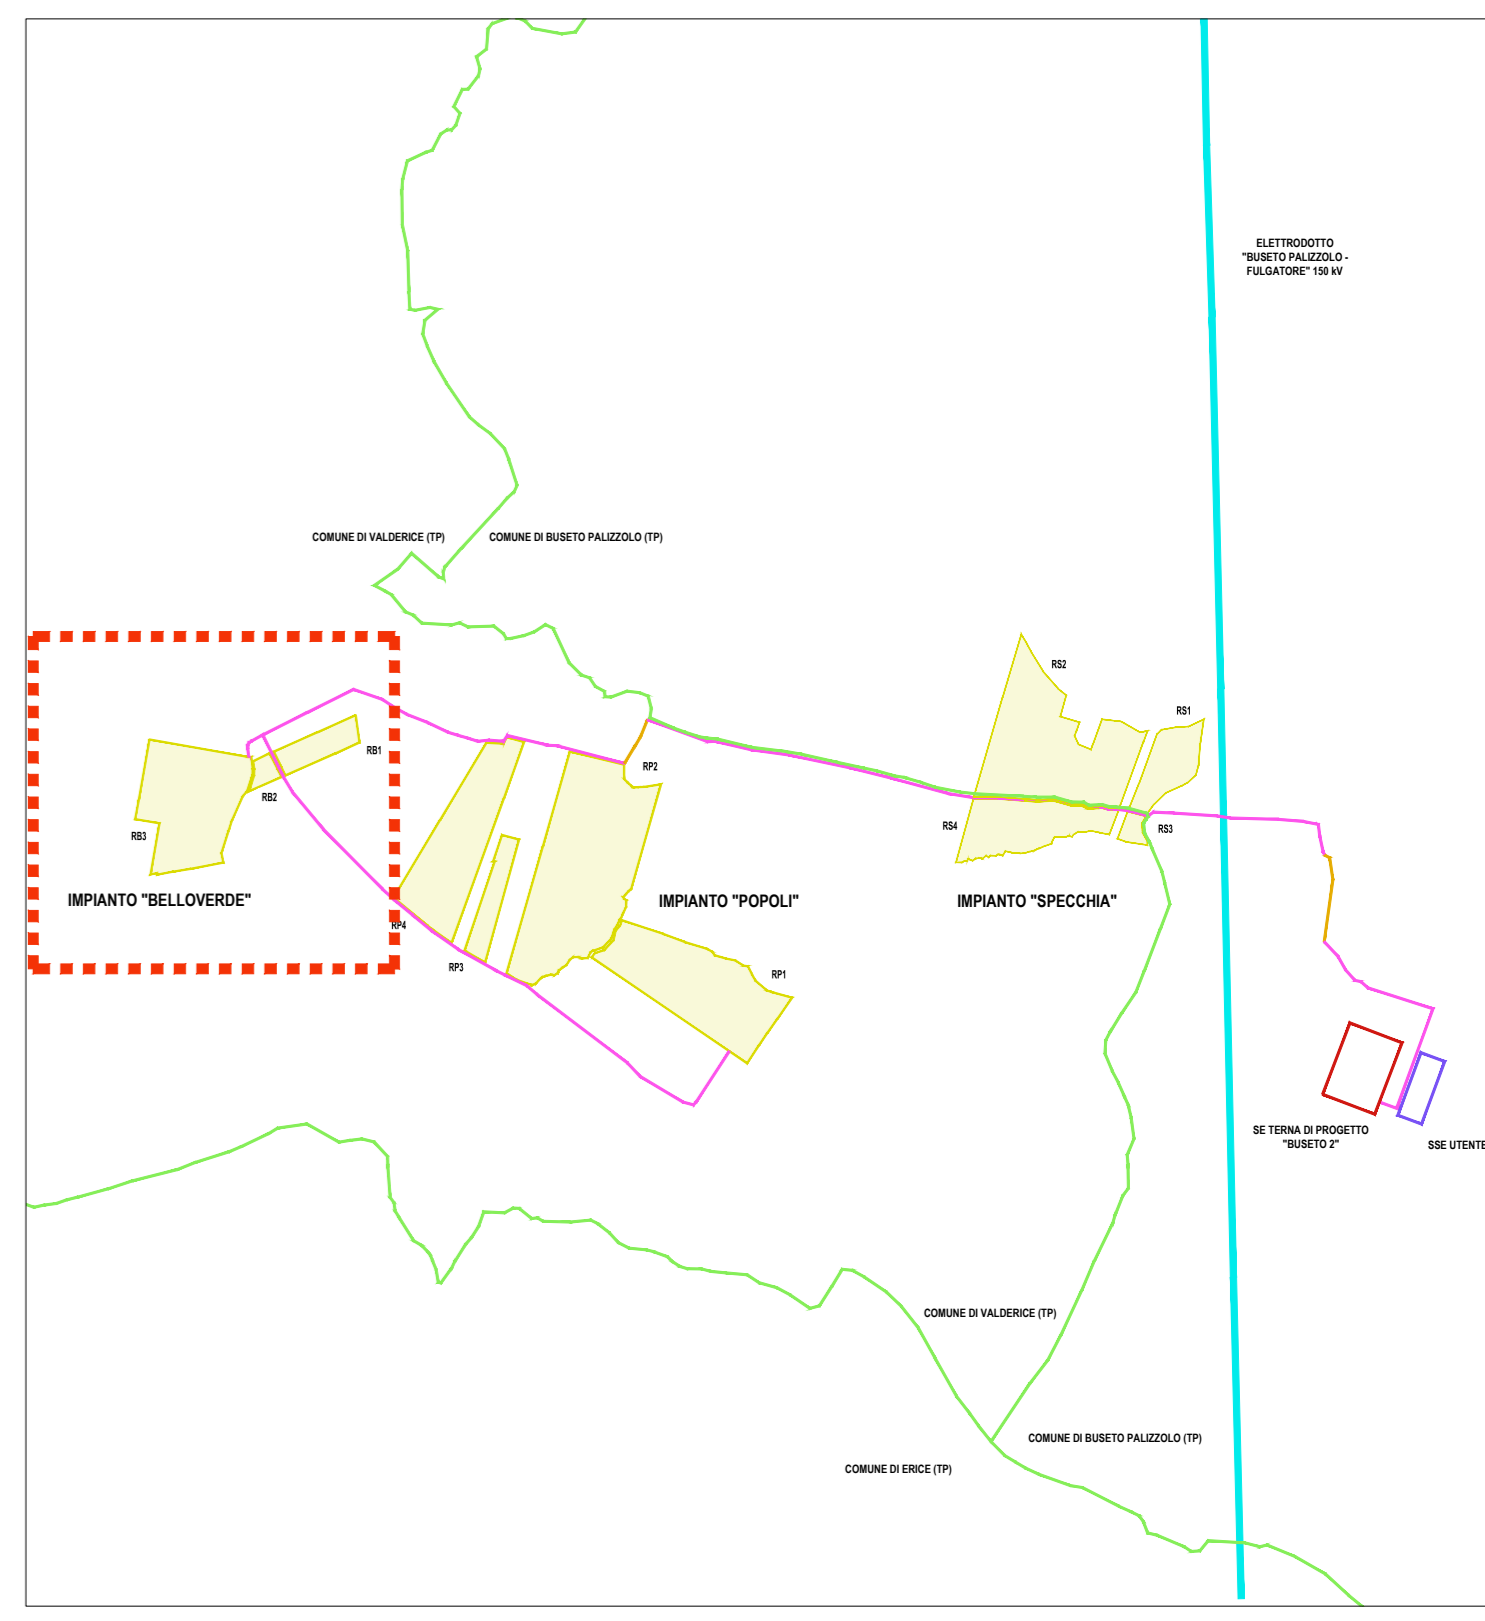 ELETTRODOTTO
"BUSETO PALIZZOLO -
FULGATORE" 150 kV
COMUNE DI VALDERICE (TP)
COMUNE DI BUSETO PALIZZOLO (TP)
RS2
RS1
RB1
RP2
RB2
RB3
RS4
RS3
IMPIANTO "BELLOVERDE"
IMPIANTO "POPOLI"
IMPIANTO "SPECCHIA"
RP4
RP3
RP1
SE TERNA DI PROGETTO
"BUSETO 2"
SSE UTENTE
COMUNE DI VALDERICE (TP)
COMUNE DI BUSETO PALIZZOLO (TP)
COMUNE DI ERICE (TP)